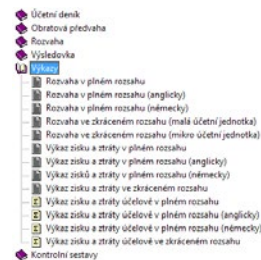 Účetní deník
Obratová předvaha
Rozvaha
Výsledovka
Výkazy
Rozvaha v plném rozsahu
Rozvaha v plném rozsahu (anglicky)
Rozvaha v plném rozsahu (německy)
Rozvaha ve zkráceném rozsahu (malá účetní jednotka)
Rozvaha ve zkráceném rozsahu (mikro účetní jednotka)
Výkaz zisku a ztráty v plném rozsahu
Výkaz zisku a ztráty v plném rozsahu (anglicky)
Výkaz zisků a ztráty v plném rozsahu (německy)
Výkaz zisku a ztráty ve zkráceném rozsahu
Výkaz zisku a ztráty účelové v plném rozsahu
Výkaz zisku a ztráty účelové v plném rozsahu (anglicky)
Výkaz zisku a ztráty účelové v plném rozsahu (německy)
Výkaz zisku a ztráty účelové ve zkráceném rozsahu
Kontrolní sestavy